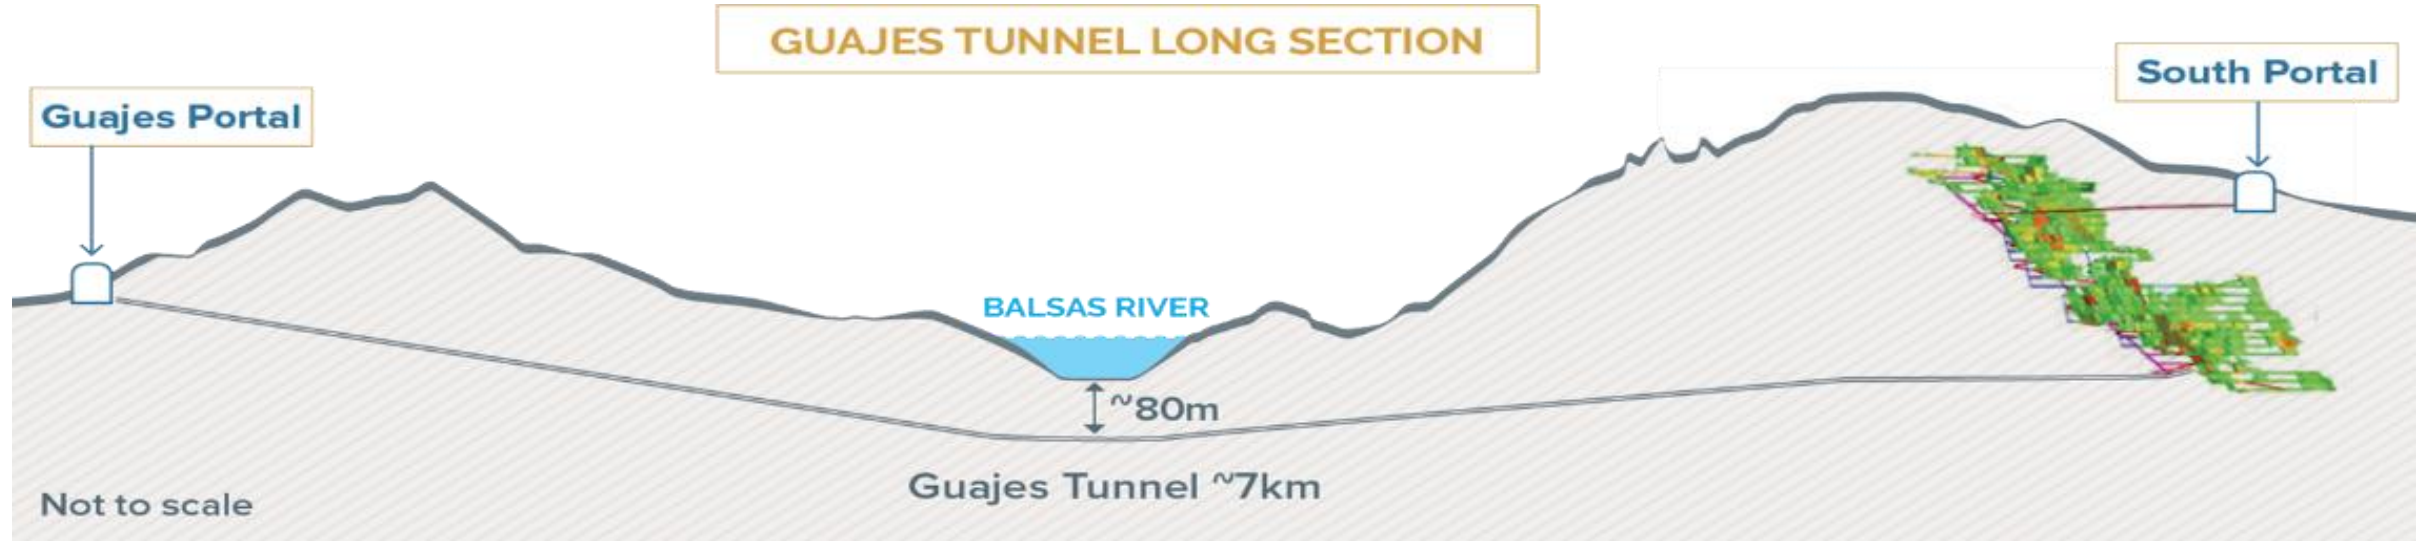 GUAJES TUNNEL LONG SECTION
South Portal
Guajes Portal
BALSAS RIVER
~80m
Guajes Tunnel ~7km
Not to scale